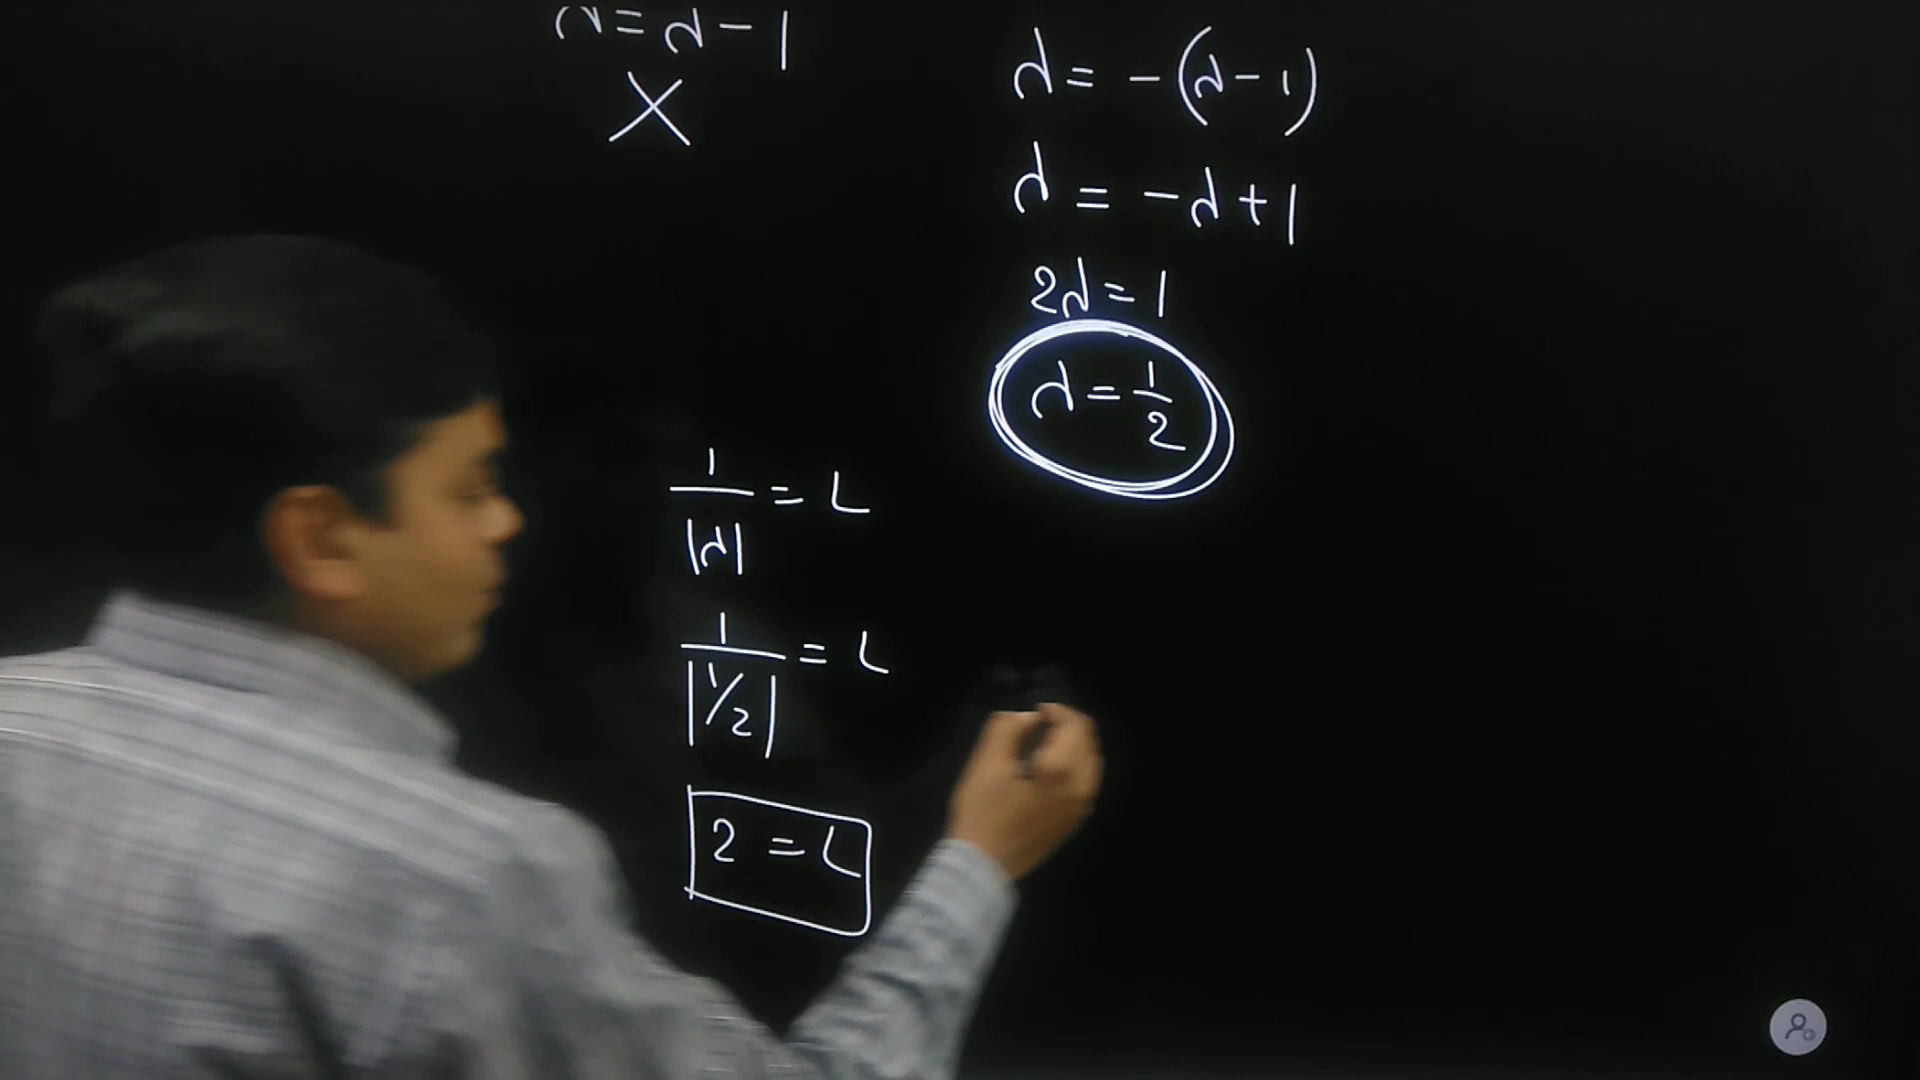 d = d - 1
X
d = -(d - 1)
d = -d + 1
2d = 1
d = 1/2
1/|d| = L
1/|1/2| = L
2 = L